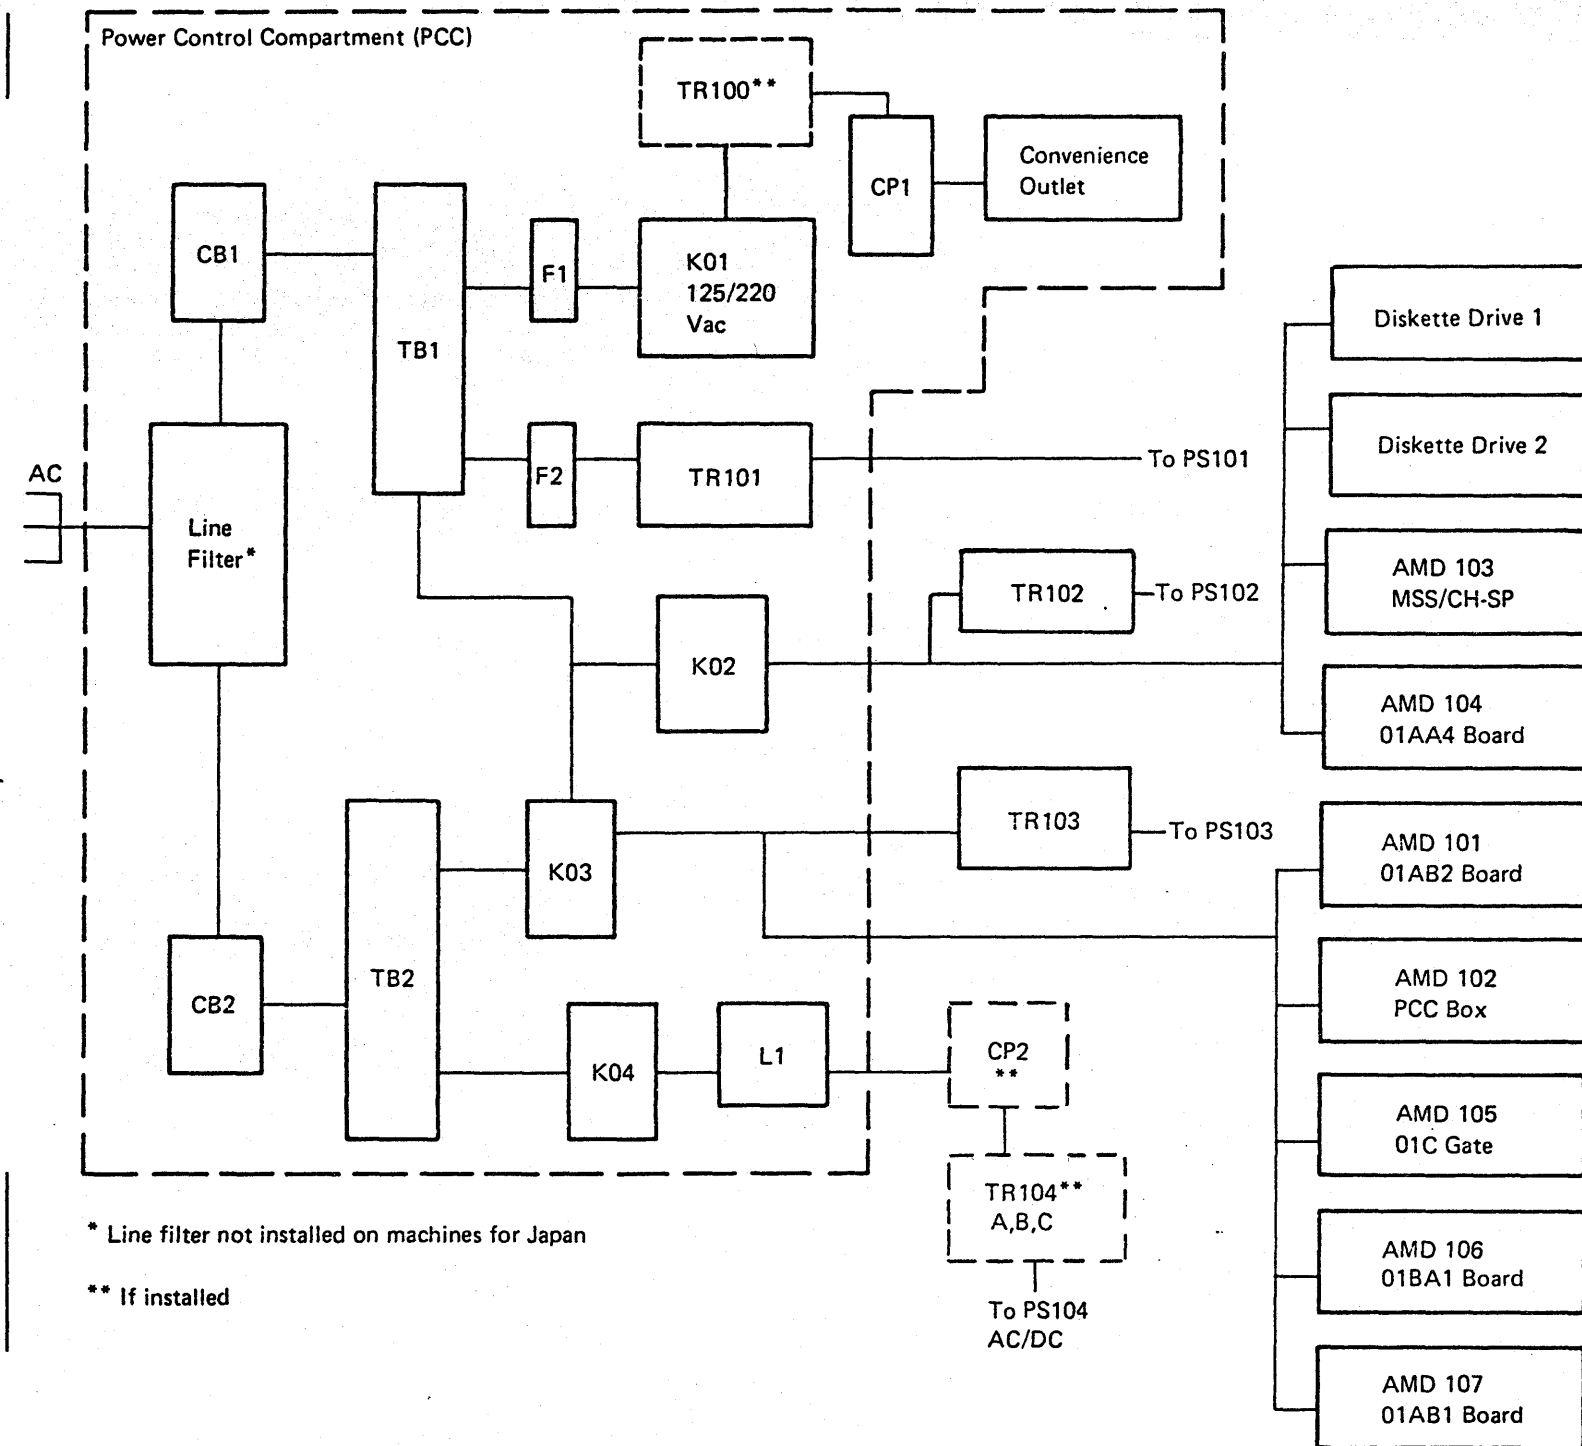 Power Control Compartment (PCC)
TR100**
CP1
Convenience
Outlet
CB1
TB1
F1
K01
125/220
Vac
Diskette Drive 1
Diskette Drive 2
AC
Line
Filter*
F2
TR101
To PS101
AMD 103
MSS/CH-SP
TR102
To PS102
K02
AMD 104
01AA4 Board
TR103
To PS103
AMD 101
01AB2 Board
K03
TB2
CB2
AMD 102
PCC Box
K04
L1
CP2
**
AMD 105
01C Gate
TR104**
A,B,C
* Line filter not installed on machines for Japan
AMD 106
01BA1 Board
** If installed
To PS104
AC/DC
AMD 107
01AB1 Board